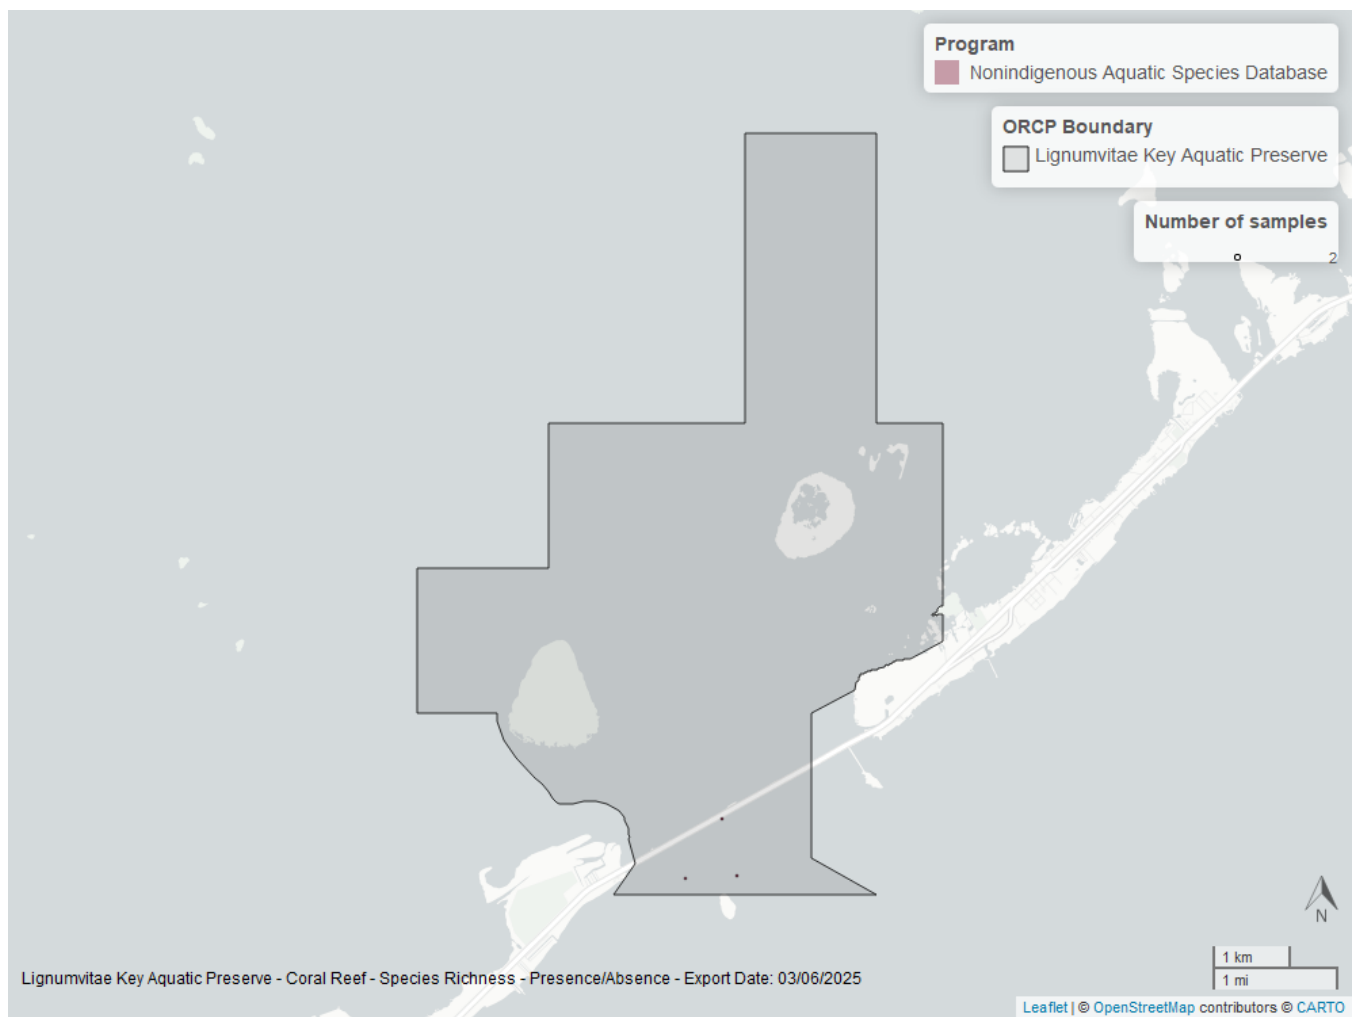 Program
Nonindigenous Aquatic Species Database
ORCP Boundary
Lignumvitae Key Aquatic Preserve
Number of samples
2
N
1 km
1 mi
Lignumvitae Key Aquatic Preserve - Coral Reef - Species Richness - Presence/Absence - Export Date: 03/06/2025
Leaflet | © OpenStreetMap contributors © CARTO